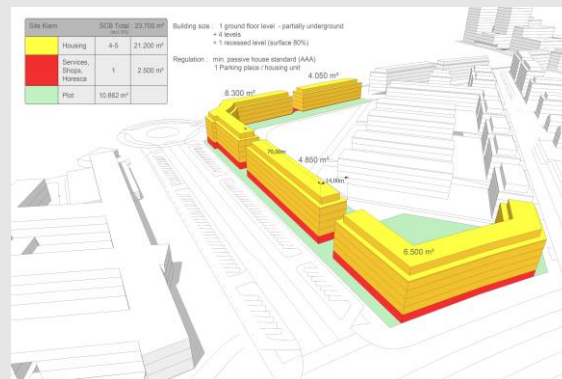 Site Kiem SCB Total 23.700 m²
Housing 4-5 21.200 m²
Services, Shops, Horesca 1 2.500 m²
Plot 10.662 m²
Building size : 1 ground floor level - partially underground
+ 4 levels
+ 1 recessed level (surface 80%)
Regulation : min. passive house standard (AAA)
1 Parking place / housing unit
4.050 m²
8.300 m²
70,00m
4.850 m²
14,00m
6.500 m²